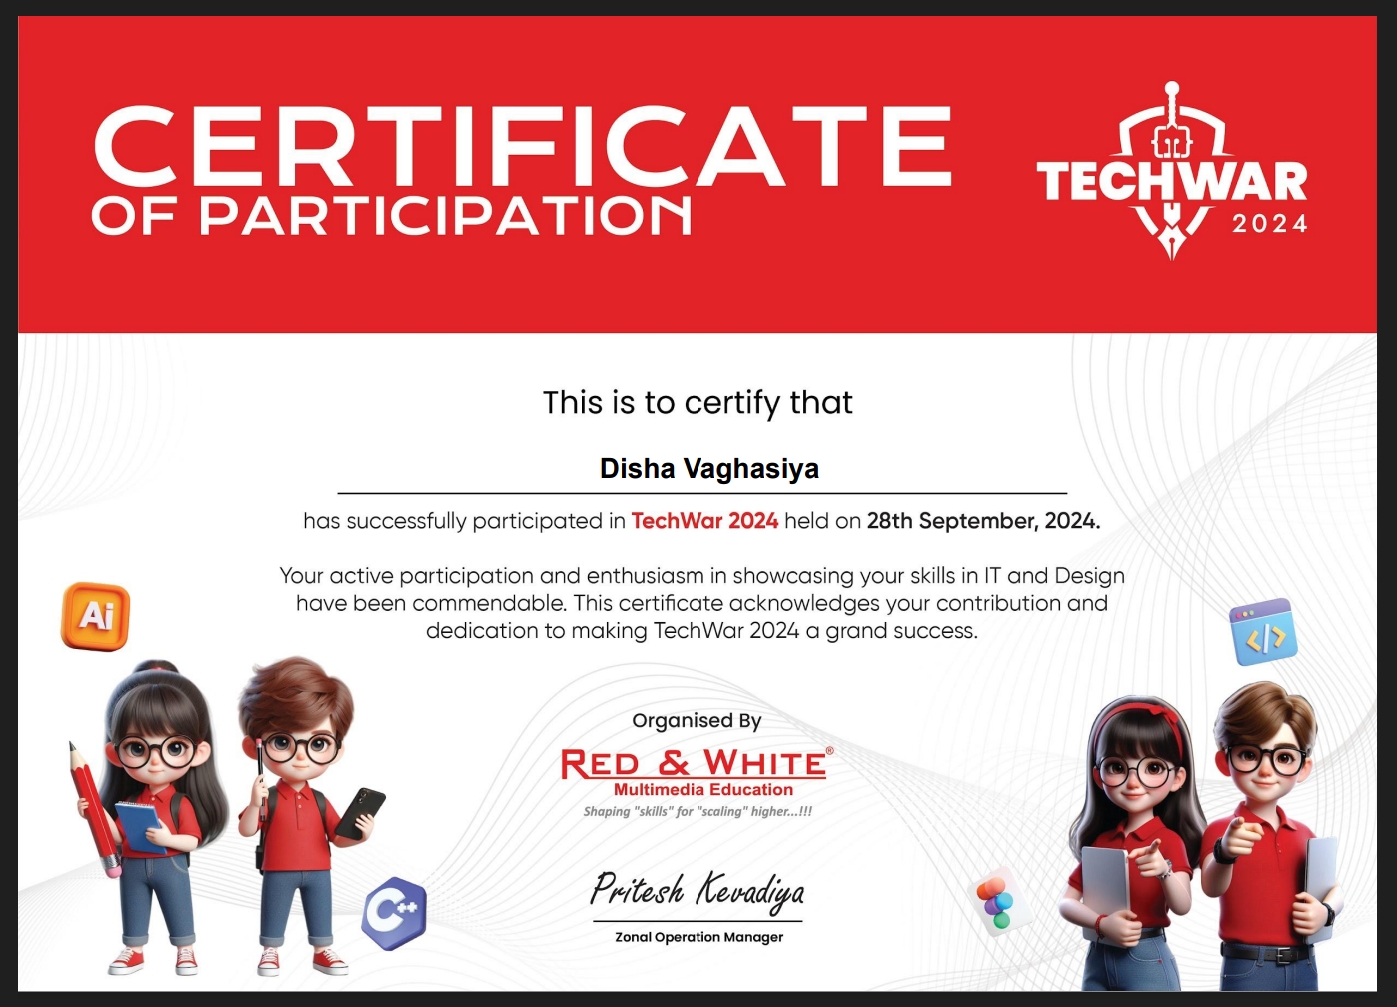 CERTIFICATE
OF PARTICIPATION
TECHWAR
2024
This is to certify that
Disha Vaghasiya
has successfully participated in TechWar 2024 held on 28th September, 2024.
Your active participation and enthusiasm in showcasing your skills in IT and Design
have been commendable. This certificate acknowledges your contribution and
dedication to making TechWar 2024 a grand success.
Ai
</>
Organised By
RED & WHITE®
Multimedia Education
Shaping "skills" for "scaling" higher...!!!
C++
Pritesh Kevadiya
Zonal Operation Manager